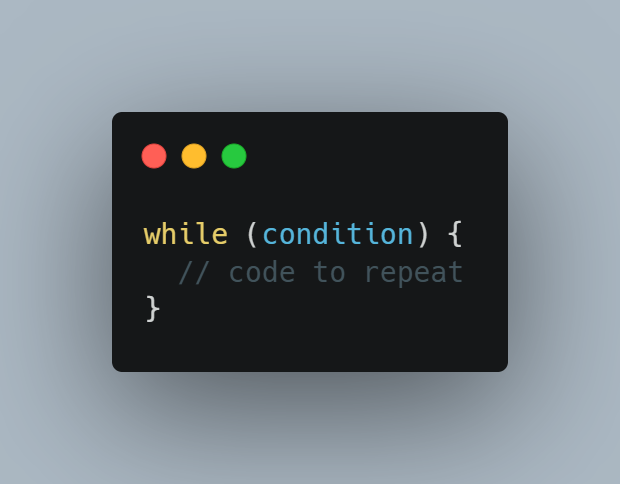 while (condition) {
  // code to repeat
}